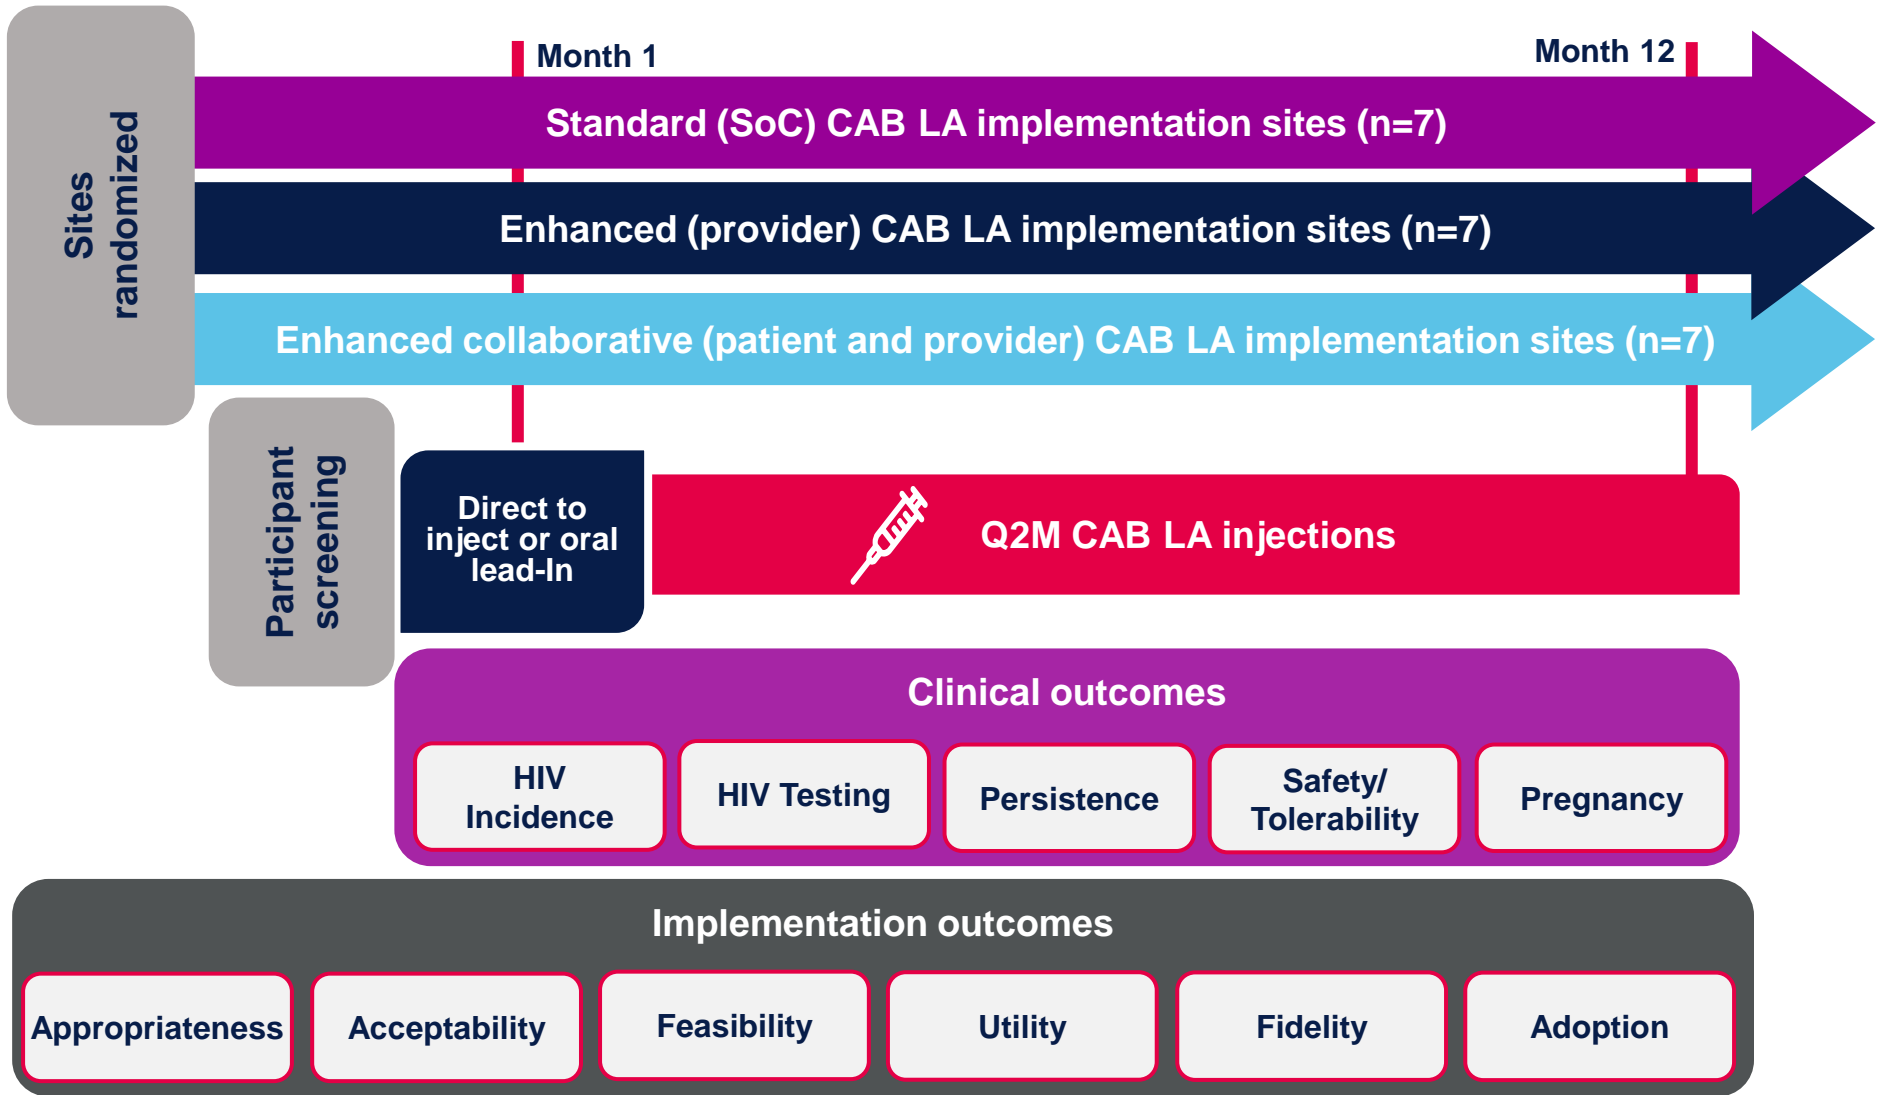 Sites
randomized
Month 1
Month 12
Standard (SoC) CAB LA implementation sites (n=7)
Enhanced (provider) CAB LA implementation sites (n=7)
Enhanced collaborative (patient and provider) CAB LA implementation sites (n=7)
Participant
screening
Direct to
inject or oral
lead-In
Q2M CAB LA injections
Clinical outcomes
HIV
Incidence
HIV Testing
Persistence
Safety/
Tolerability
Pregnancy
Implementation outcomes
Appropriateness
Acceptability
Feasibility
Utility
Fidelity
Adoption